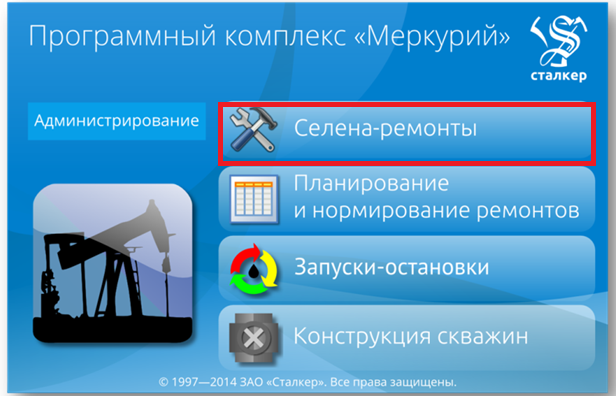 Программный комплекс «Меркурий»
сталкер
Администрирование
Селена-ремонты
Планирование
и нормирование ремонтов
Запуски-остановки
Конструкция скважин
© 1997—2014 ЗАО «Сталкер». Все права защищены.